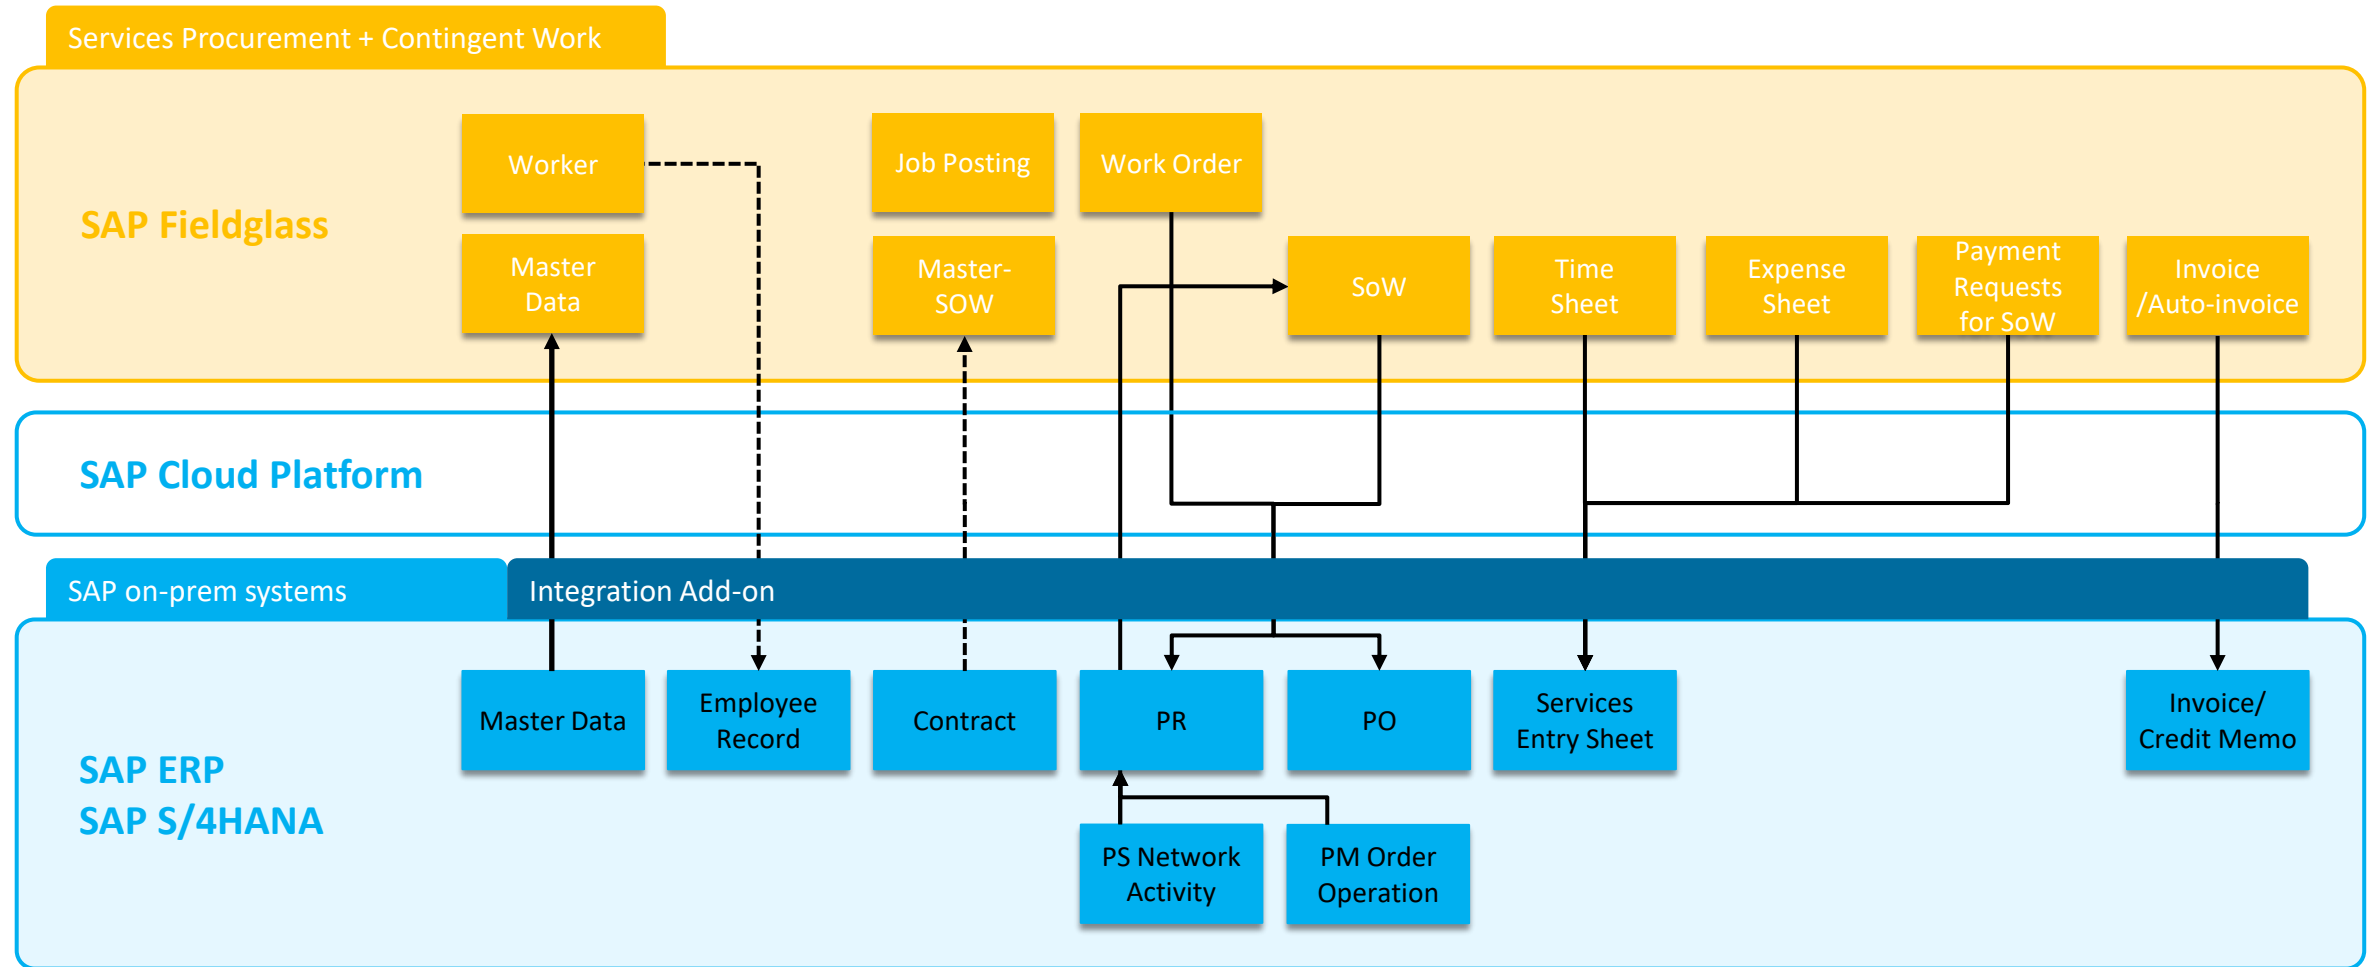 Services Procurement + Contingent Work
SAP Fieldglass
Worker
Master
Data
Job Posting
Work Order
Master-
SOW
SoW
Time
Sheet
Expense
Sheet
Payment
Requests
for SoW
Invoice
/Auto-invoice
SAP Cloud Platform
SAP on-prem systems
Integration Add-on
SAP ERP
SAP S/4HANA
Master Data
Employee
Record
Contract
PR
PO
Services
Entry Sheet
Invoice/
Credit Memo
PS Network
Activity
PM Order
Operation